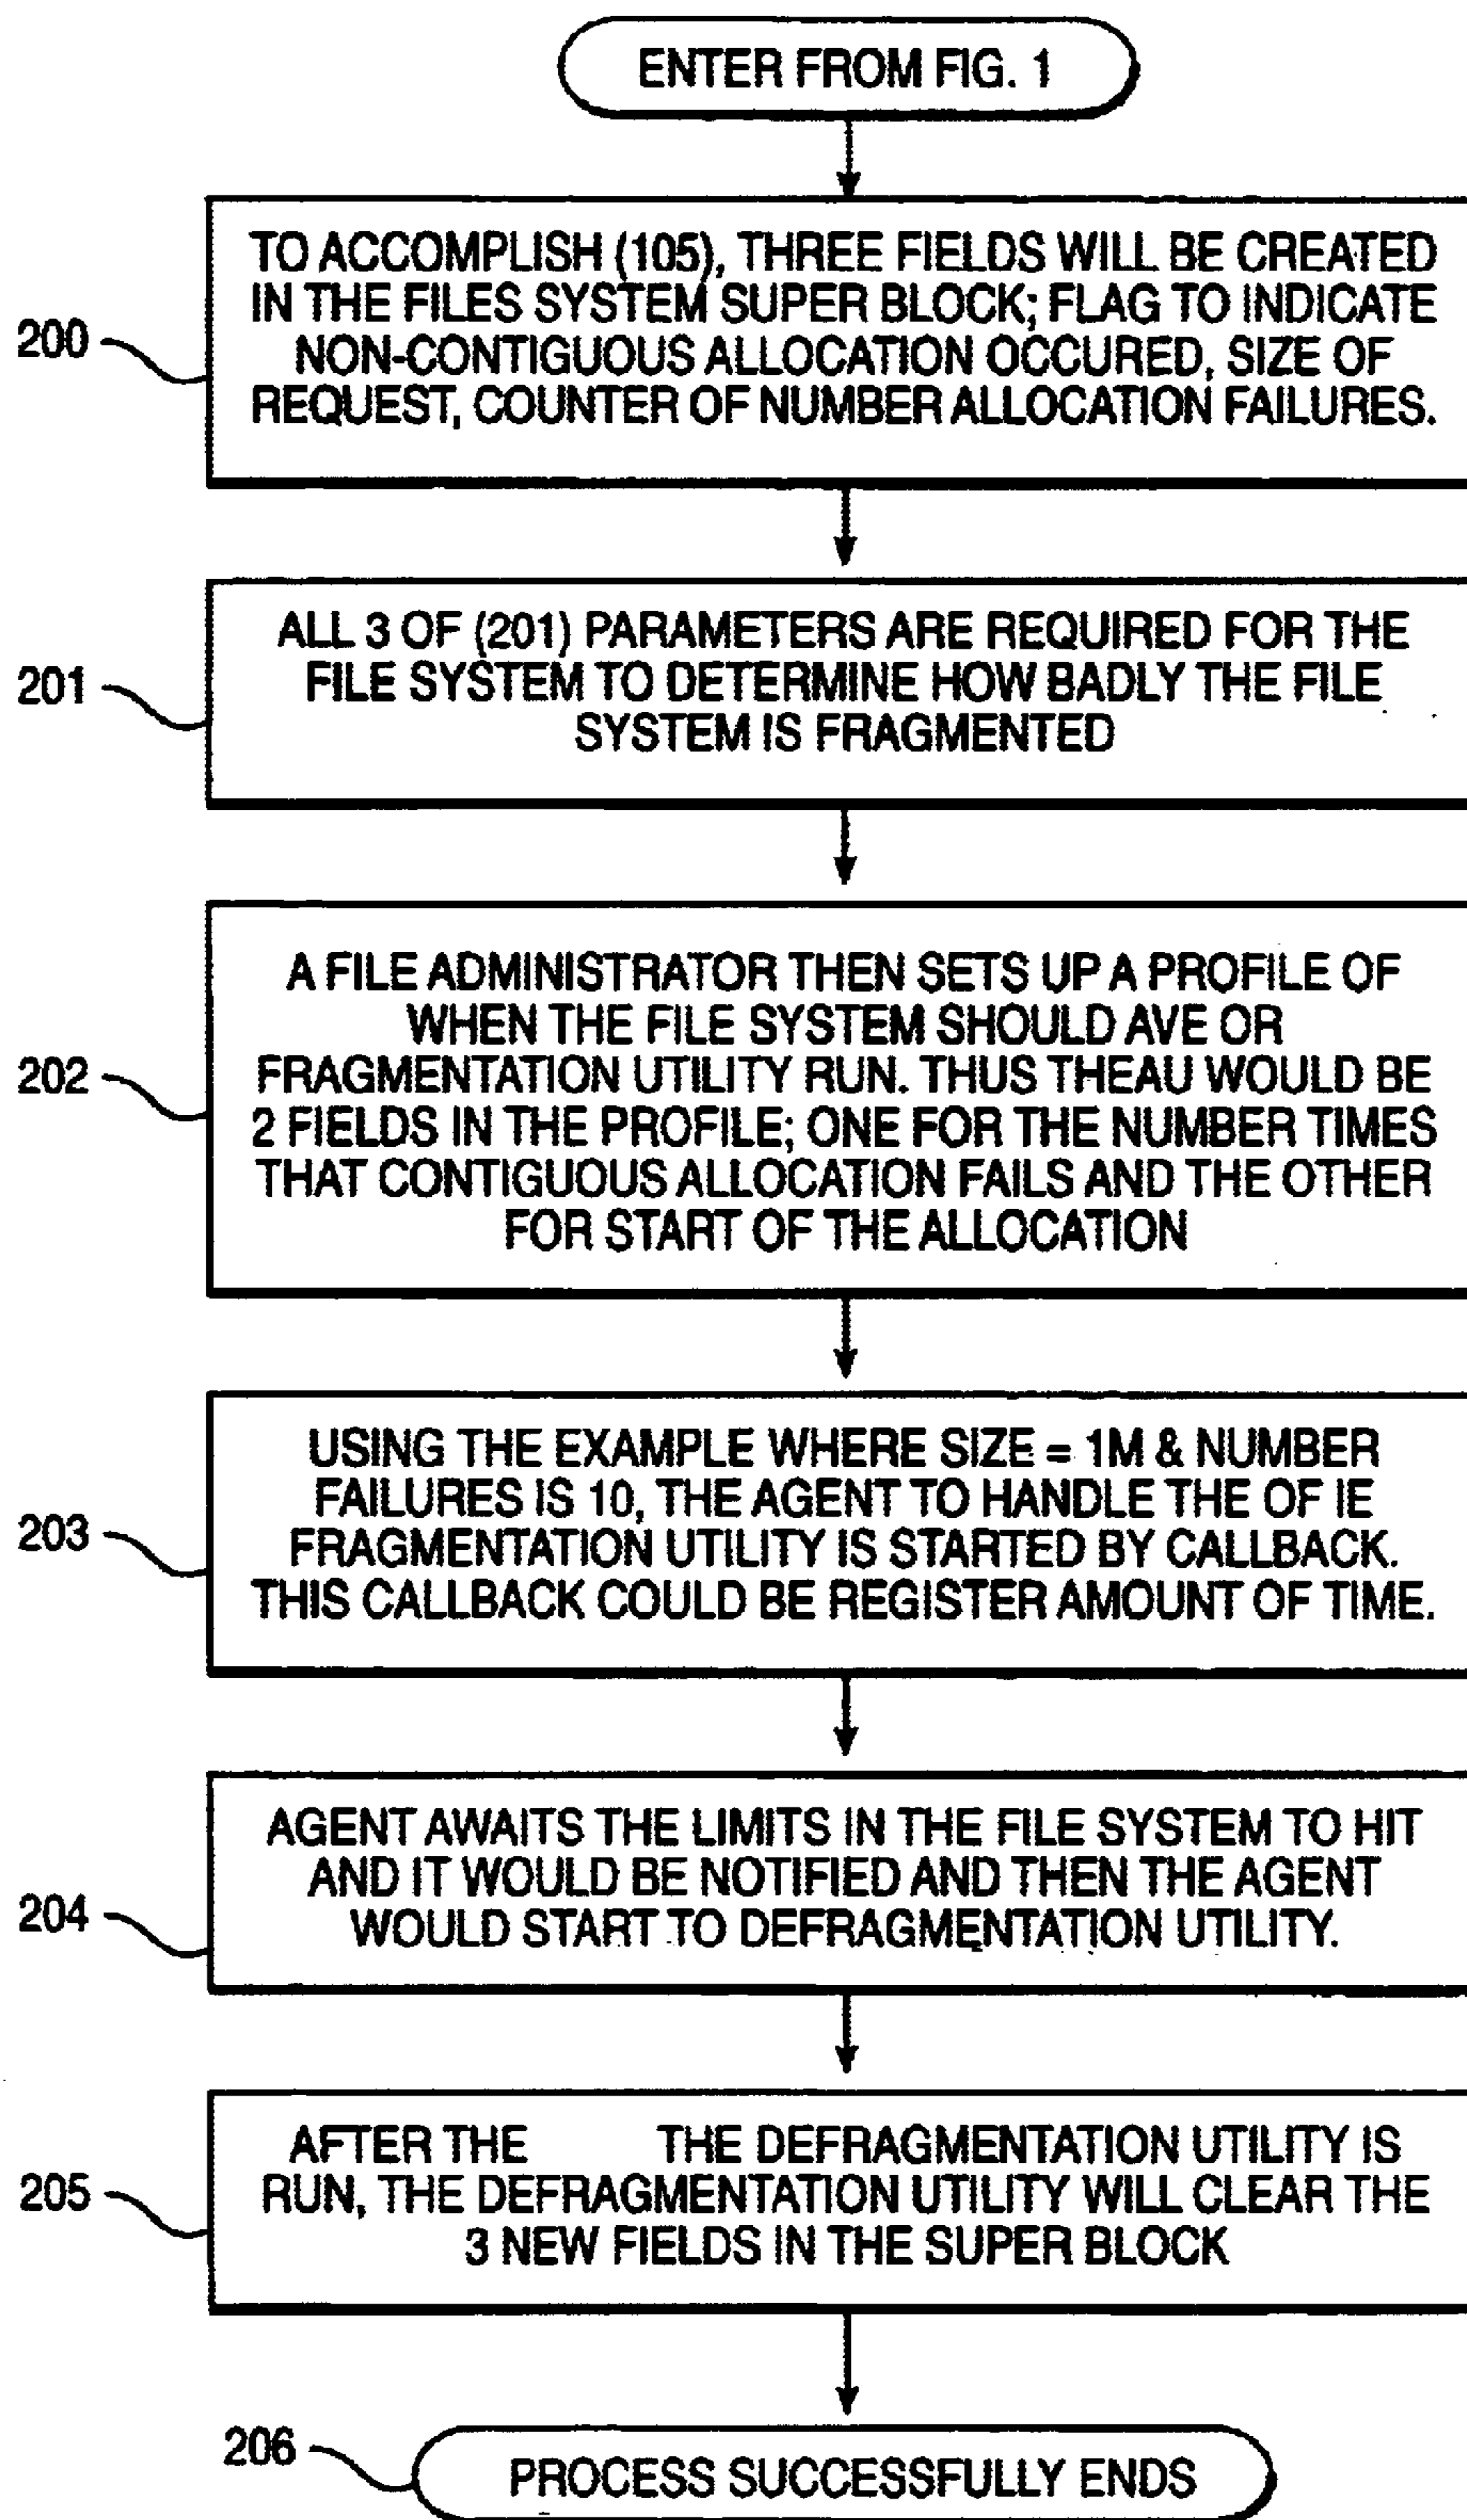 ENTER FROM FIG. 1
200
TO ACCOMPLISH (105), THREE FIELDS WILL BE CREATED
IN THE FILES SYSTEM SUPER BLOCK; FLAG TO INDICATE
NON-CONTIGUOUS ALLOCATION OCCURED, SIZE OF
REQUEST, COUNTER OF NUMBER ALLOCATION FAILURES.
201
ALL 3 OF (201) PARAMETERS ARE REQUIRED FOR THE
FILE SYSTEM TO DETERMINE HOW BADLY THE FILE
SYSTEM IS FRAGMENTED
202
A FILE ADMINISTRATOR THEN SETS UP A PROFILE OF
WHEN THE FILE SYSTEM SHOULD AVE OR
FRAGMENTATION UTILITY RUN. THUS THEAU WOULD BE
2 FIELDS IN THE PROFILE; ONE FOR THE NUMBER TIMES
THAT CONTIGUOUS ALLOCATION FAILS AND THE OTHER
FOR START OF THE ALLOCATION
203
USING THE EXAMPLE WHERE SIZE = 1M & NUMBER
FAILURES IS 10, THE AGENT TO HANDLE THE OF IE
FRAGMENTATION UTILITY IS STARTED BY CALLBACK.
THIS CALLBACK COULD BE REGISTER AMOUNT OF TIME.
204
AGENT AWAITS THE LIMITS IN THE FILE SYSTEM TO HIT
AND IT WOULD BE NOTIFIED AND THEN THE AGENT
WOULD START TO DEFRAGMENTATION UTILITY.
205
AFTER THE THE DEFRAGMENTATION UTILITY IS
RUN, THE DEFRAGMENTATION UTILITY WILL CLEAR THE
3 NEW FIELDS IN THE SUPER BLOCK
206
PROCESS SUCCESSFULLY ENDS